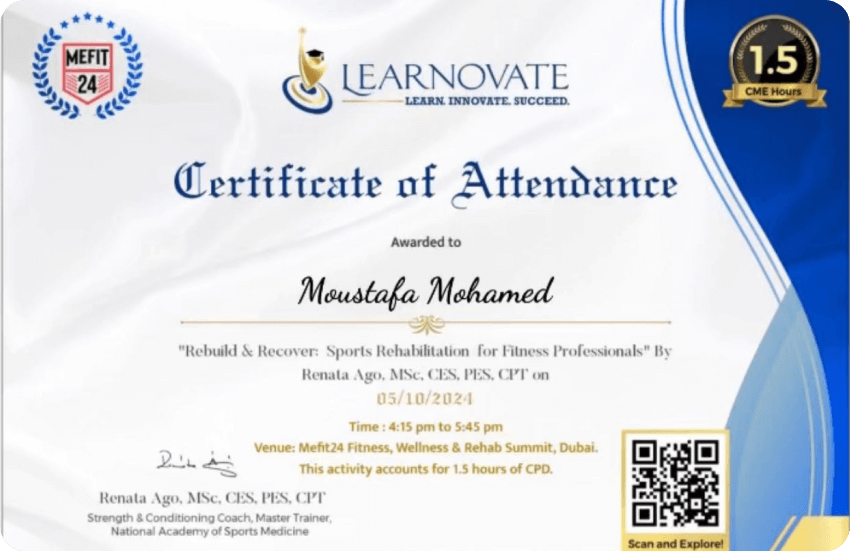 MEFIT
24
LEARNOVATE
LEARN. INNOVATE. SUCCEED.
1.5
CME Hours
Certificate of Attendance
Awarded to
Moustafa Mohamed
"Rebuild & Recover: Sports Rehabilitation for Fitness Professionals" By
Renata Ago, MSc, CES, PES, CPT on
05/10/2024
Time : 4:15 pm to 5:45 pm
Venue: Mefit24 Fitness, Wellness & Rehab Summit, Dubai.
This activity accounts for 1.5 hours of CPD.
Renata Ago, MSc, CES, PES, CPT
Strength & Conditioning Coach, Master Trainer,
National Academy of Sports Medicine
Scan and Explore!